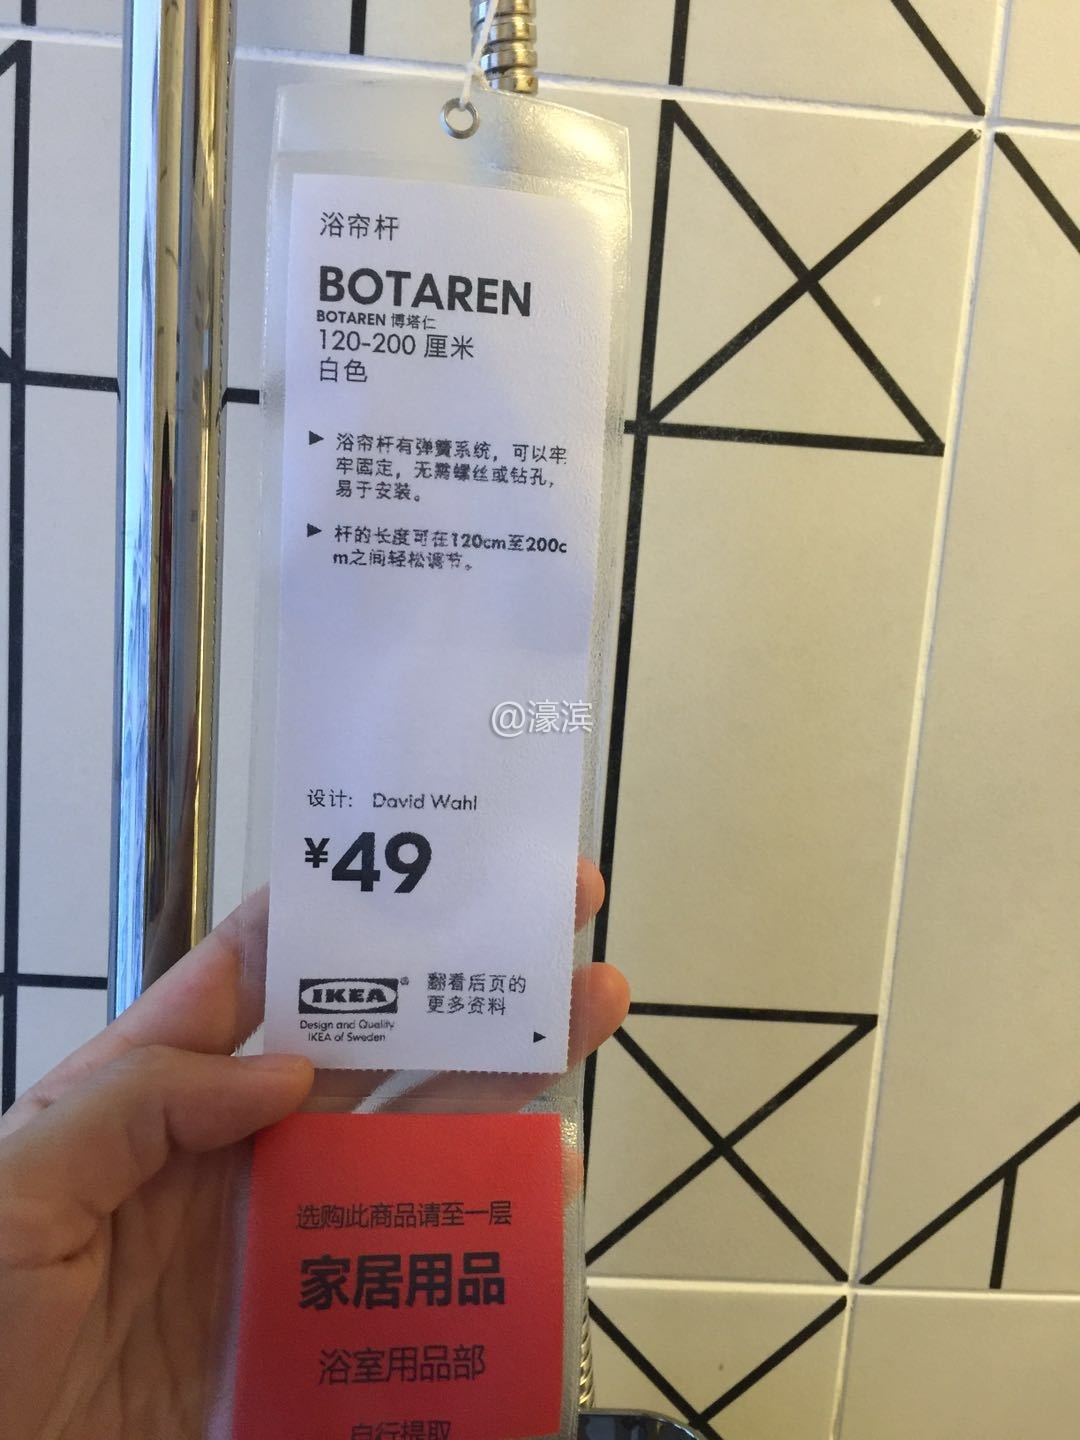 浴帘杆
BOTAREN
BOTAREN 博塔仁
120-200 厘米
白色
▶ 浴帘杆有弹簧系统，可以牢
牢固定，无需螺丝或钻孔，
易于安装。
▶ 杆的长度可在120cm至200c
m之间轻松调节。
@濠滨
设计： David Wahl
¥49
IKEA®
Design and Quality
IKEA of Sweden
翻看后页的
更多资料
▶
选购此商品请至一层
家居用品
浴室用品部
自行提取